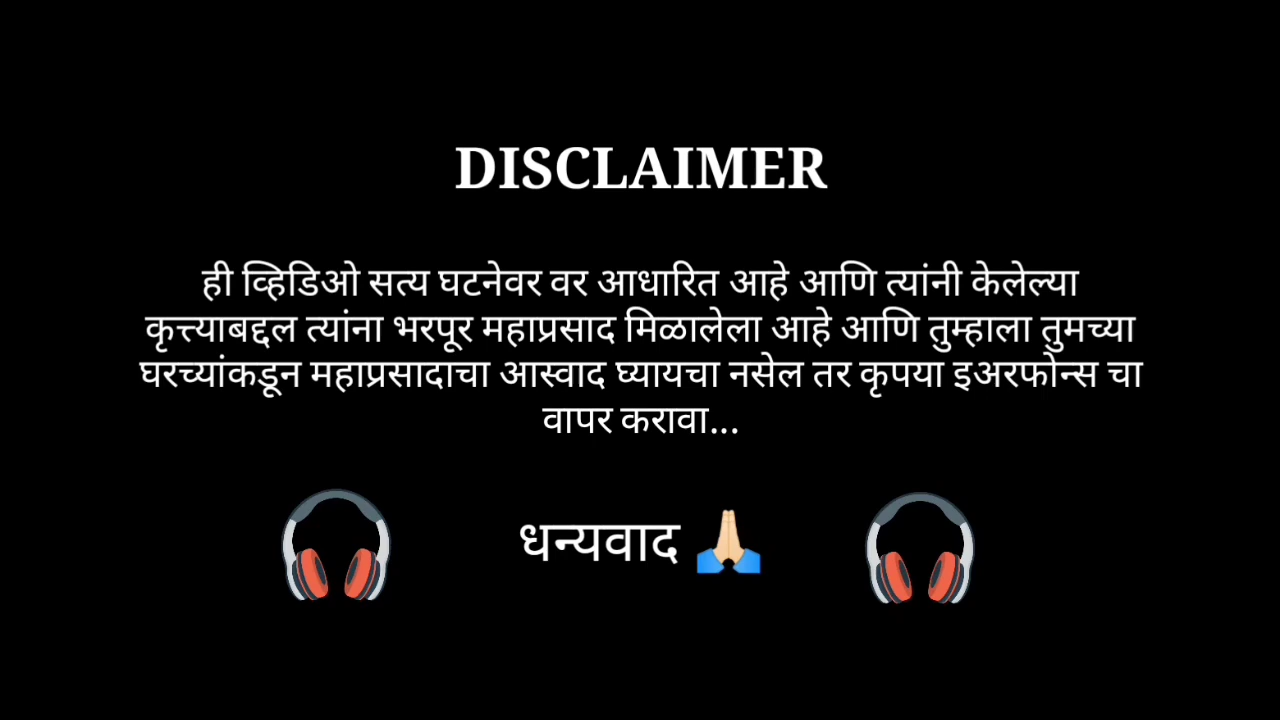 DISCLAIMER
ही व्हिडिओ सत्य घटनेवर वर आधारित आहे आणि त्यांनी केलेल्या
कृत्त्याबद्दल त्यांना भरपूर महाप्रसाद मिळालेला आहे आणि तुम्हाला तुमच्या
घरच्यांकडून महाप्रसादाचा आस्वाद घ्यायचा नसेल तर कृपया इअरफोन्स चा
वापर करावा...
धन्यवाद 🙏🏻